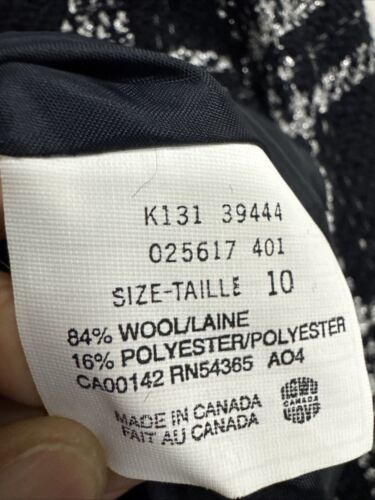 K131 39444
025617 401
SIZE-TAILLE 10
84% WOOL/LAINE
16% POLYESTER/POLYESTER
CA00142 RN54365 A04
MADE IN CANADA
FAIT AU CANADA
CANADA